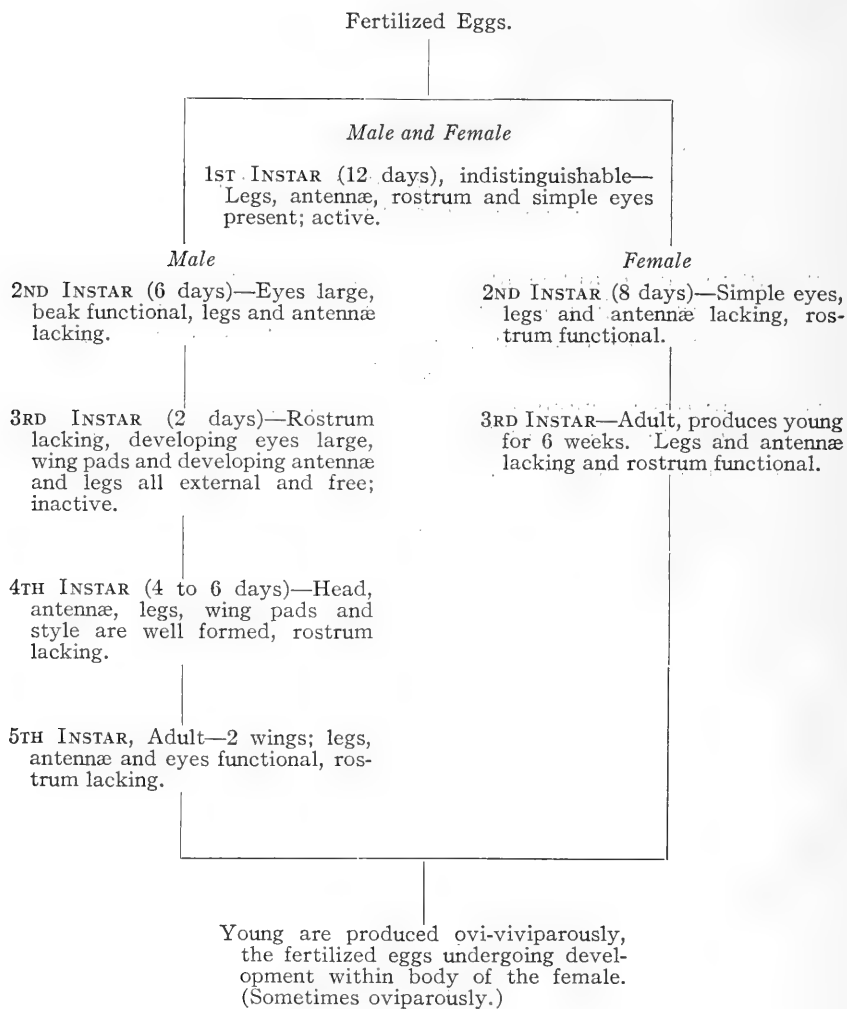 Fertilized Eggs.
Male and Female
1ST INSTAR (12 days), indistinguishable—
Legs, antennæ, rostrum and simple eyes
present; active.
Male
2ND INSTAR (6 days)—Eyes large,
beak functional, legs and antennæ
lacking.
3RD INSTAR (2 days)—Rostrum
lacking, developing eyes large,
wing pads and developing antennæ
and legs all external and free;
inactive.
4TH INSTAR (4 to 6 days)—Head,
antennæ, legs, wing pads and
style are well formed, rostrum
lacking.
5TH INSTAR, Adult—2 wings; legs,
antennæ and eyes functional, ros-
trum lacking.
Female
2ND INSTAR (8 days)—Simple eyes,
legs and antennæ lacking, ros-
trum functional.
3RD INSTAR—Adult, produces young
for 6 weeks. Legs and antennæ
lacking and rostrum functional.
Young are produced ovi-viviparously,
the fertilized eggs undergoing devel-
opment within body of the female.
(Sometimes oviparously.)